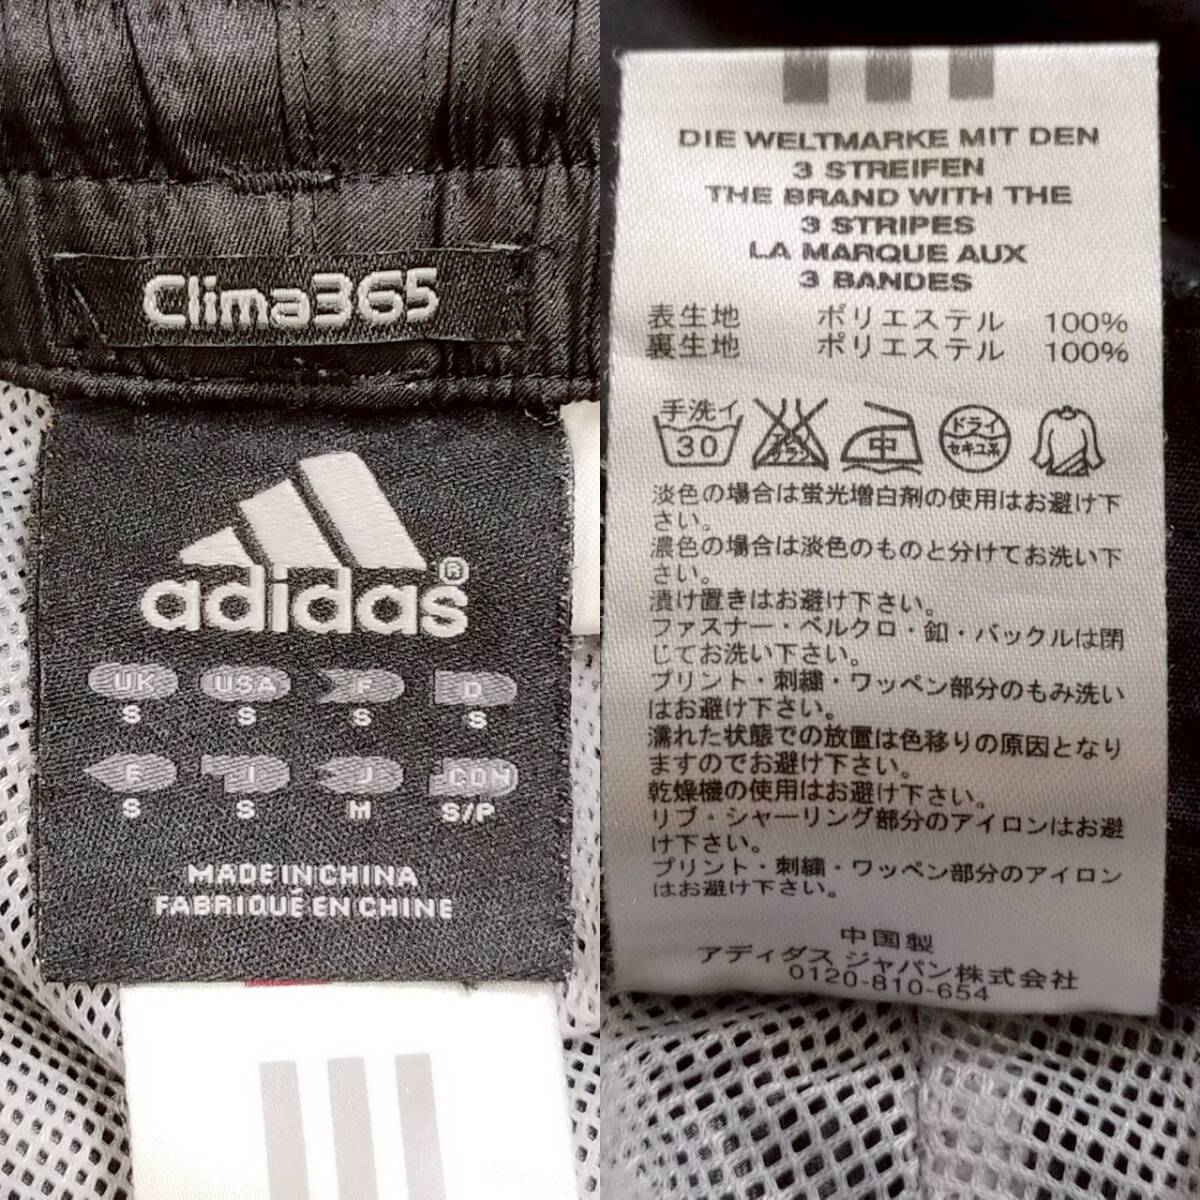 Clima365
adidas®
UK USA F D
S S S S
E I J .COM
S S M S/P
MADE IN CHINA
FABRIQUÉ EN CHINE
DIE WELTMARKE MIT DEN
3 STREIFEN
THE BRAND WITH THE
3 STRIPES
LA MARQUE AUX
3 BANDES
表生地 ポリエステル 100%
裏生地 ポリエステル 100%
手洗イ
30
エンソサラシ
中
ドライ
セキユ系
淡色の場合は蛍光増白剤の使用はお避け下
さい。
濃色の場合は淡色のものと分けてお洗い下
さい。
漬け置きはお避け下さい。
ファスナー・ベルクロ・釦・バックルは閉
じてお洗い下さい。
プリント・刺繍・ワッペン部分のもみ洗い
はお避け下さい。
濡れた状態での放置は色移りの原因となり
ますのでお避け下さい。
乾燥機の使用はお避け下さい。
リブ・シャーリング部分のアイロンはお避
け下さい。
プリント・刺繍・ワッペン部分のアイロン
はお避け下さい。
中国製
アディダス ジャパン株式会社
0120-810-654